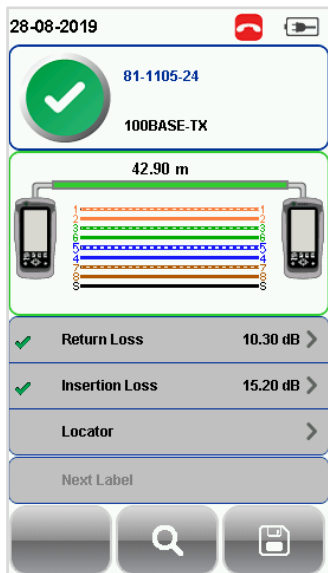 28-08-2019
81-1105-24
100BASE-TX
42.90 m
1 1
2 2
3 3
6 6
5 5
4 4
7 7
8 8
S S
Return Loss 10.30 dB
Insertion Loss 15.20 dB
Locator
Next Label